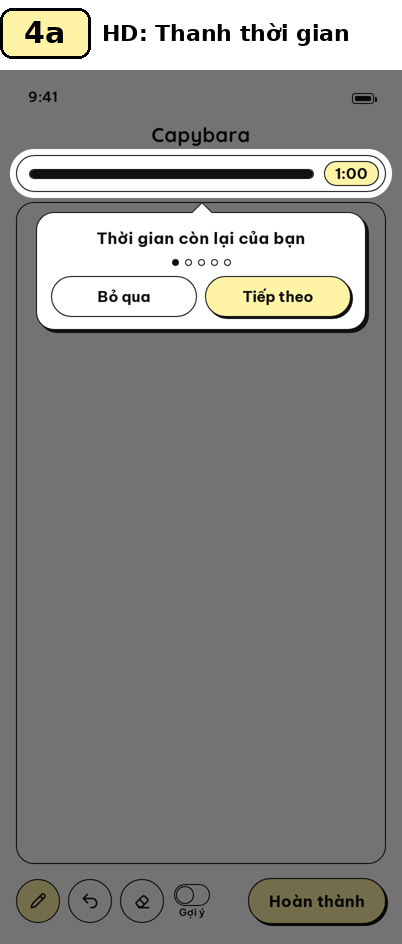 4a HD: Thanh thời gian
9:41
Capybara
1:00
Thời gian còn lại của bạn
Bỏ qua Tiếp theo
Gợi ý
Hoàn thành